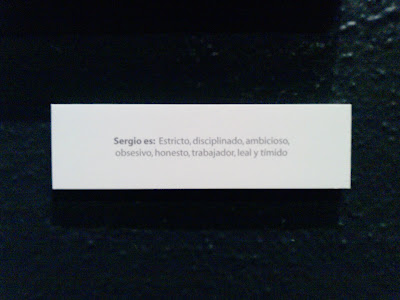 Sergio es: Estricto, disciplinado, ambicioso,
obsesivo, honesto, trabajador, leal y tímido